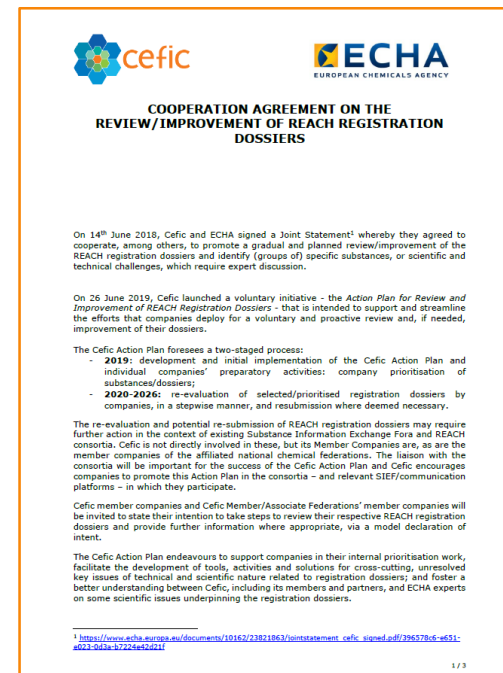 cefic
ECHA
EUROPEAN CHEMICALS AGENCY
COOPERATION AGREEMENT ON THE
REVIEW/IMPROVEMENT OF REACH REGISTRATION
DOSSIERS
On 14th June 2018, Cefic and ECHA signed a Joint Statement1 whereby they agreed to
cooperate, among others, to promote a gradual and planned review/improvement of the
REACH registration dossiers and identify (groups of) specific substances, or scientific and
technical challenges, which require expert discussion.
On 26 June 2019, Cefic launched a voluntary initiative - the Action Plan for Review and
Improvement of REACH Registration Dossiers - that is intended to support and streamline
the efforts that companies deploy for a voluntary and proactive review and, if needed,
improvement of their dossiers.
The Cefic Action Plan foresees a two-staged process:
- 2019: development and initial implementation of the Cefic Action Plan and
individual companies' preparatory activities: company prioritisation of
substances/dossiers;
- 2020-2026: re-evaluation of selected/prioritised registration dossiers by
companies, in a stepwise manner, and resubmission where deemed necessary.
The re-evaluation and potential re-submission of REACH registration dossiers may require
further action in the context of existing Substance Information Exchange Fora and REACH
consortia. Cefic is not directly involved in these, but its Member Companies are, as are the
member companies of the affiliated national chemical federations. The liaison with the
consortia will be important for the success of the Cefic Action Plan and Cefic encourages
companies to promote this Action Plan in the consortia – and relevant SIEF/communication
platforms – in which they participate.
Cefic member companies and Cefic Member/Associate Federations' member companies will
be invited to state their intention to take steps to review their respective REACH registration
dossiers and provide further information where appropriate, via a model declaration of
intent.
The Cefic Action Plan endeavours to support companies in their internal prioritisation work,
facilitate the development of tools, activities and solutions for cross-cutting, unresolved
key issues of technical and scientific nature related to registration dossiers; and foster a
better understanding between Cefic, including its members and partners, and ECHA experts
on some scientific issues underpinning the registration dossiers.
1 https://www.echa.europa.eu/documents/10162/23821863/jointstatement_cefic_signed.pdf/396578c6-e651-
e023-0d3a-b7224e42d21f
1 / 3